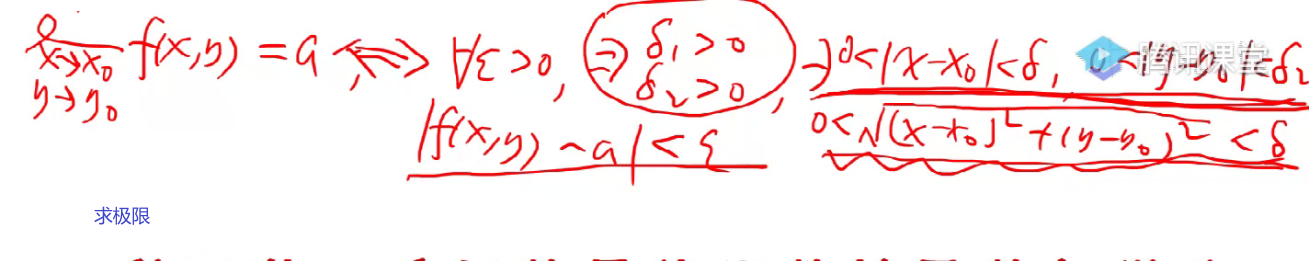 lim x→x₀ y→y₀ f(x,y) = a, ⟺ ∀ε>0, ∃ δ₁>0 δ₂>0, → 0<|x-x₀|<δ, 0<|y-y₀|<δ₂
|f(x,y) - a| < ε
0<√(x-x₀)²+(y-y₀)² < δ
腾讯课堂
求极限